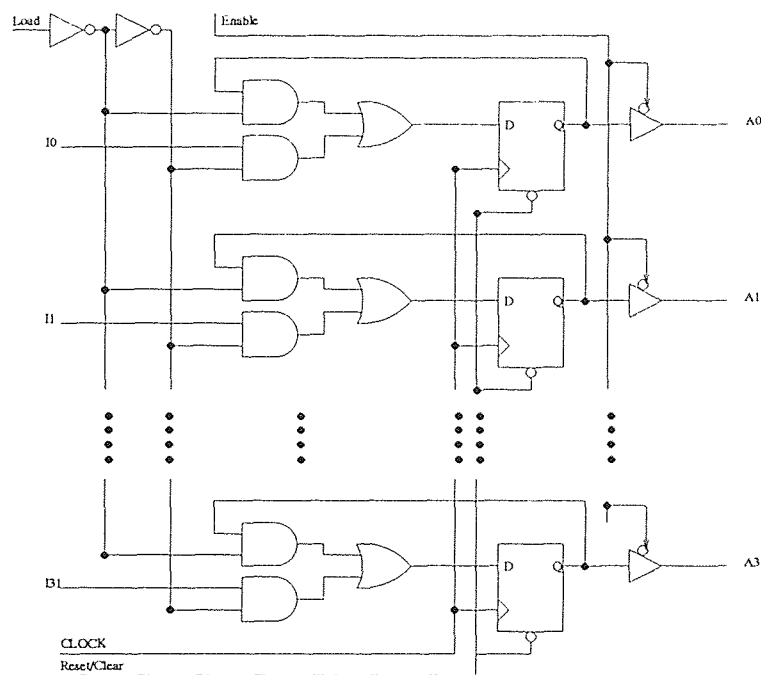 Load
Enable
D Q
A0
I0
D Q
A1
I1
D Q
A3
I31
CLOCK
Reset/Clear